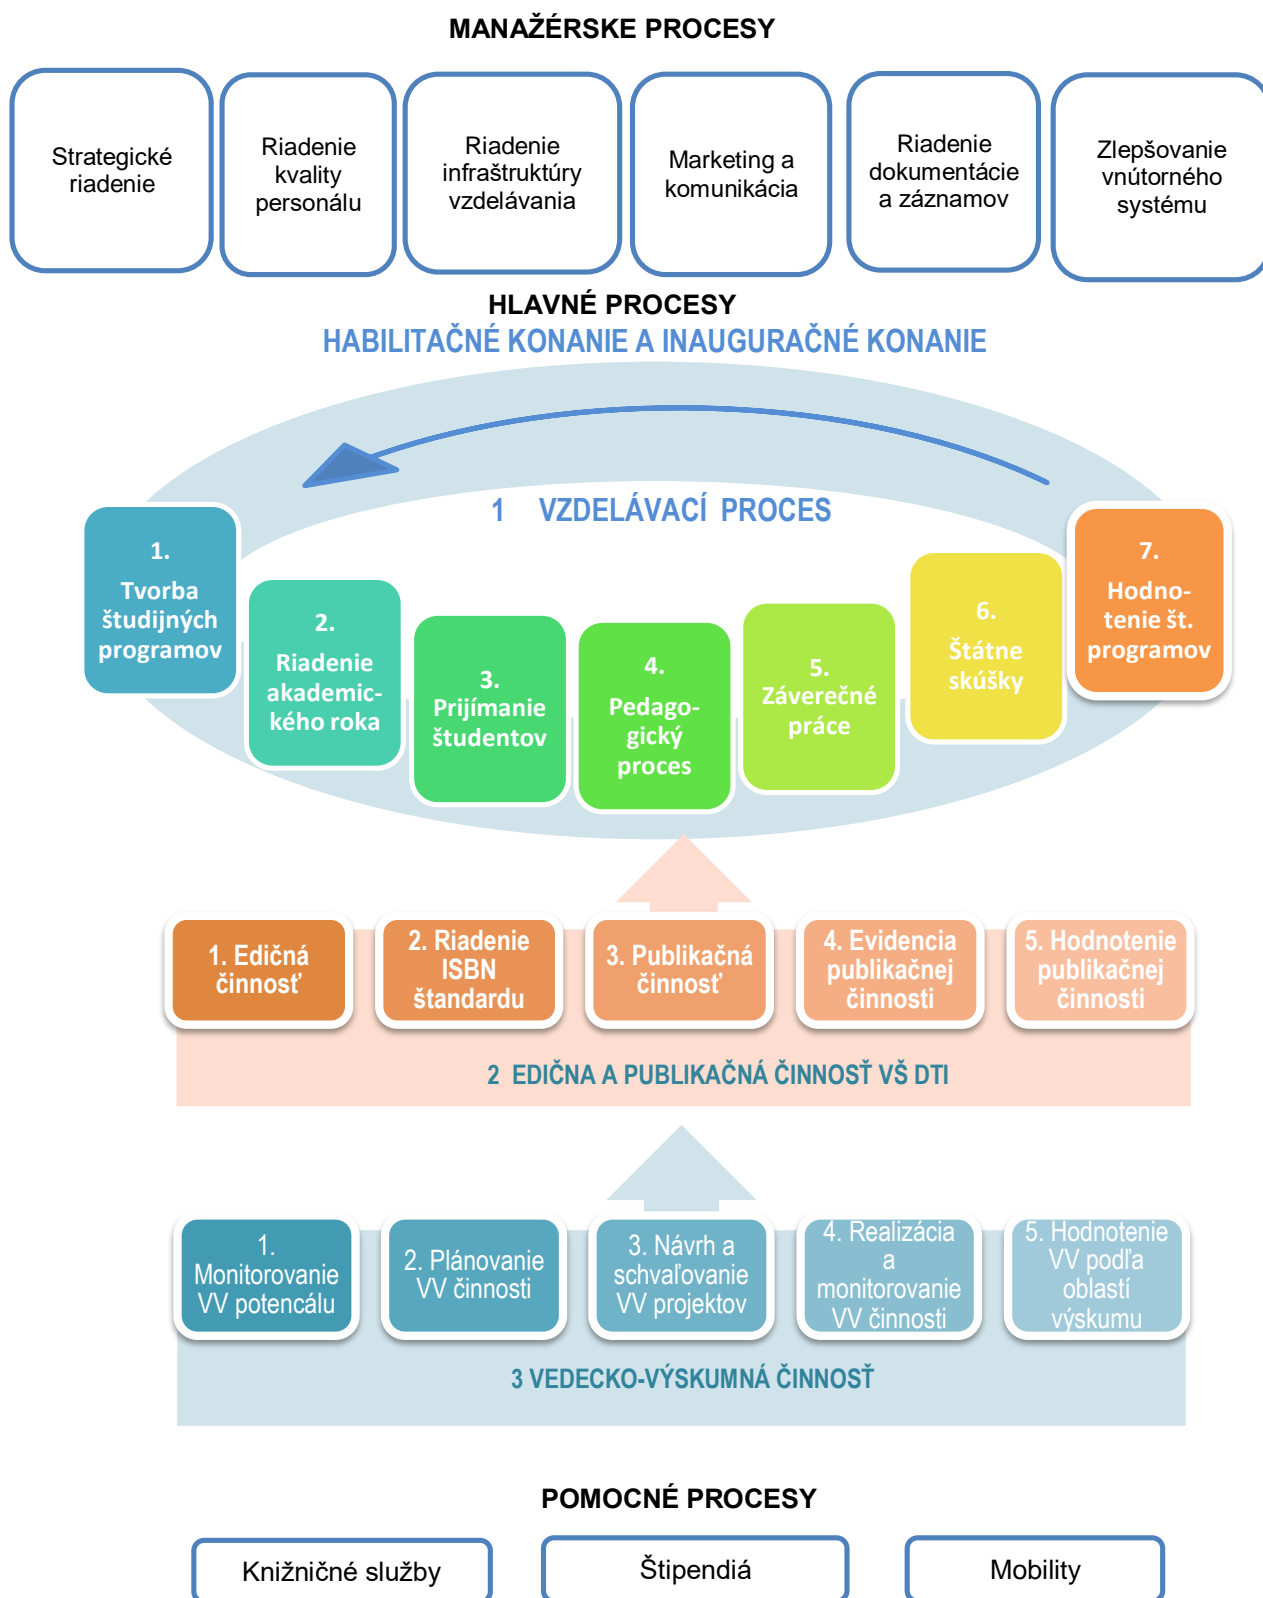 MANAŽÉRSKE PROCESY
Strategické
riadenie
Riadenie
kvality
personálu
Riadenie
infraštruktúry
vzdelávania
Marketing a
komunikácia
Riadenie
dokumentácie
a záznamov
Zlepšovanie
vnútorného
systému
HLAVNÉ PROCESY
HABILITAČNÉ KONANIE A INAUGURAČNÉ KONANIE
1 VZDELÁVACÍ PROCES
1.
Tvorba
študijných
programov
2.
Riadenie
akademic-
kého roka
3.
Prijímanie
študentov
4.
Pedago-
gický
proces
5.
Záverečné
práce
6.
Štátne
skúšky
7.
Hodno-
tenie št.
programov
1. Edičná
činnosť
2. Riadenie
ISBN
štandardu
3. Publikačná
činnosť
4. Evidencia
publikačnej
činnosti
5. Hodnotenie
publikačnej
činnosti
2 EDIČNA A PUBLIKAČNÁ ČINNOSŤ VŠ DTI
1.
Monitorovanie
VV potencálu
2. Plánovanie
VV činnosti
3. Návrh a
schvaľovanie
VV projektov
4. Realizácia
a
monitorovanie
VV činnosti
5. Hodnotenie
VV podľa
oblastí
výskumu
3 VEDECKO-VÝSKUMNÁ ČINNOSŤ
POMOCNÉ PROCESY
Knižničné služby
Štipendiá
Mobility